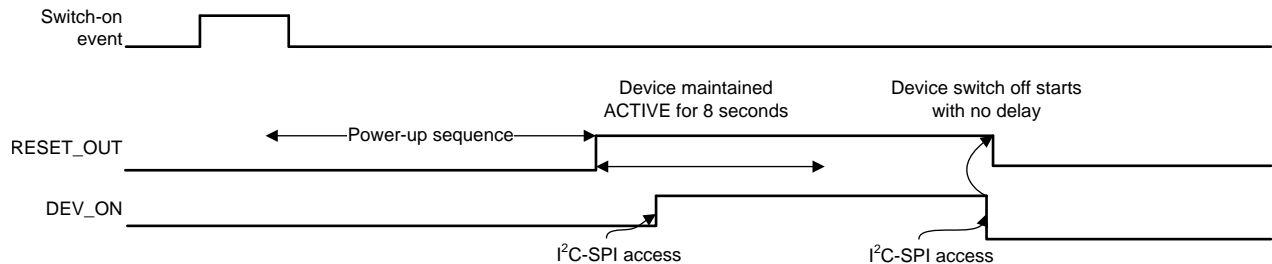 Switch-on
event
Device maintained
ACTIVE for 8 seconds
Device switch off starts
with no delay
Power-up sequence
RESET_OUT
DEV_ON
I²C-SPI access
I²C-SPI access